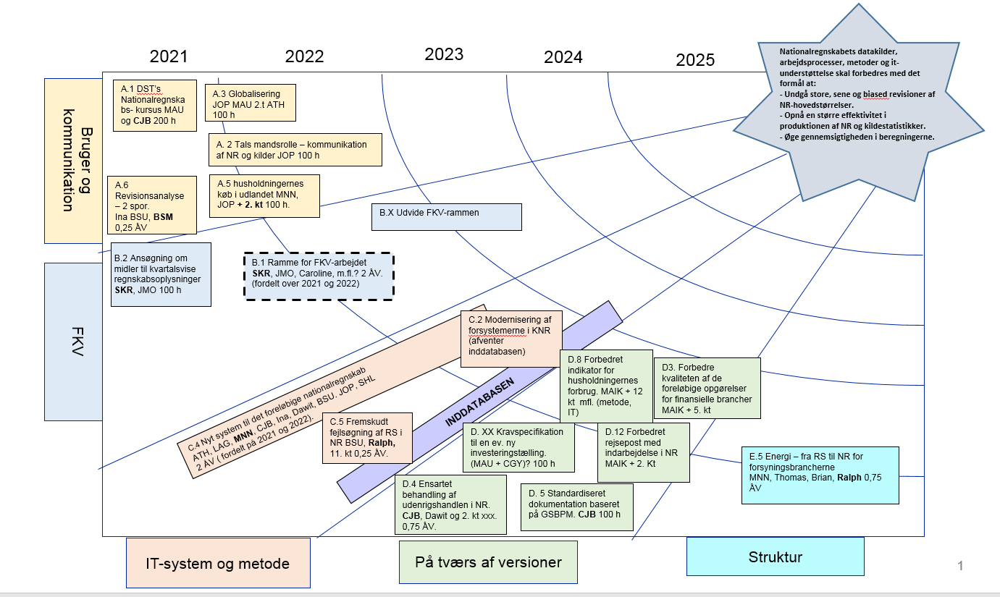 2021
2022
2023
2024
2025
Nationalregnskabets datakilder,
arbejdsprocesser, metoder og it-
understøttelse skal forbedres med det
formål at:
- Undgå store, sene og biased revisioner af
NR-hovedstørrelser.
- Opnå en større effektivitet i
produktionen af NR og kildestatistikker.
- Øge gennemsigtigheden i beregningerne.
Bruger og
kommunikation
A.1 DST's
Nationalregnska
bs- kursus MAU
og CJB 200 h
A.3 Globalisering
JOP MAU 2.t ATH
100 h
A. 2 Tals mandsrolle – kommunikation
af NR og kilder JOP 100 h
A.6
Revisionsanalyse
– 2 spor.
Ina BSU, BSM
0,25 ÅV
A.5 husholdningernes
køb i udlandet MNN,
JOP + 2. kt 100 h.
B.X Udvide FKV-rammen
FKV
B.2 Ansøgning om
midler til kvartalsvise
regnskabsoplysninger
SKR, JMO 100 h
B.1 Ramme for FKV-arbejdet
SKR, JMO, Caroline, m.fl.? 2 ÅV.
(fordelt over 2021 og 2022)
C.4 Nyt system til det foreløbige nationalregnskab
ATH, LAG, MNN, CJB, Ina, Dawit, BSU. JOP, SHL
2 ÅV ( fordelt på 2021 og 2022).
C.2 Modernisering af
forsystemerne i KNR
(afventer
inddatabasen)
INDDATABASEN
C.5 Fremskudt
fejlsøgning af RS i
NR BSU, Ralph,
11. kt 0,25 ÅV.
D.8 Forbedret
indikator for
husholdningernes
forbrug. MAIK + 12
kt mfl. (metode,
IT)
D3. Forbedre
kvaliteten af de
foreløbige opgørelser
for finansielle brancher
MAIK + 5. kt
D. XX Kravspecifikation
til en ev. ny
investeringstælling.
(MAU + CGY)? 100 h
D.12 Forbedret
rejsepost med
indarbejdelse i NR
MAIK + 2. Kt
E.5 Energi – fra RS til NR for
forsyningsbrancherne
MNN, Thomas, Brian, Ralph 0,75
ÅV
D.4 Ensartet
behandling af
udenrigshandlen i NR.
CJB, Dawit og 2. kt xxx.
0,75 ÅV.
D. 5 Standardiseret
dokumentation baseret
på GSBPM. CJB 100 h
IT-system og metode
På tværs af versioner
Struktur
1